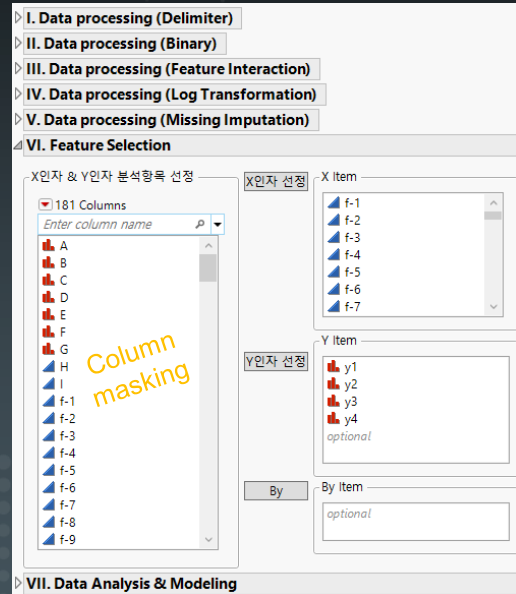 I. Data processing (Delimiter)
II. Data processing (Binary)
III. Data processing (Feature Interaction)
IV. Data processing (Log Transformation)
V. Data processing (Missing Imputation)
VI. Feature Selection
X인자 & Y인자 분석항목 선정
181 Columns
Enter column name
A
B
C
D
E
F
G
H
I
f-1
f-2
f-3
f-4
f-5
f-6
f-7
f-8
f-9
Column
masking
X인자 선정
X Item
f-1
f-2
f-3
f-4
f-5
f-6
f-7
Y인자 선정
Y Item
y1
y2
y3
y4
optional
By
By Item
optional
VII. Data Analysis & Modeling